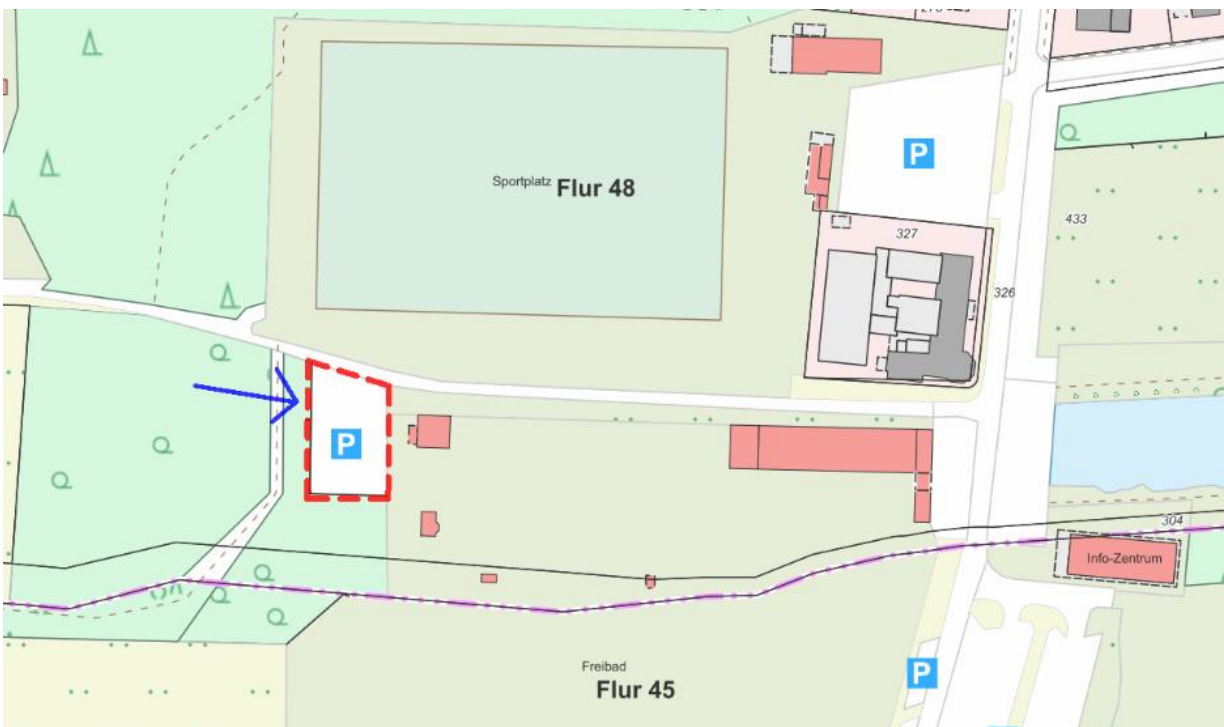 P
Sportplatz Flur 48
433
327
326
P
304
Info-Zentrum
Freibad
Flur 45
P